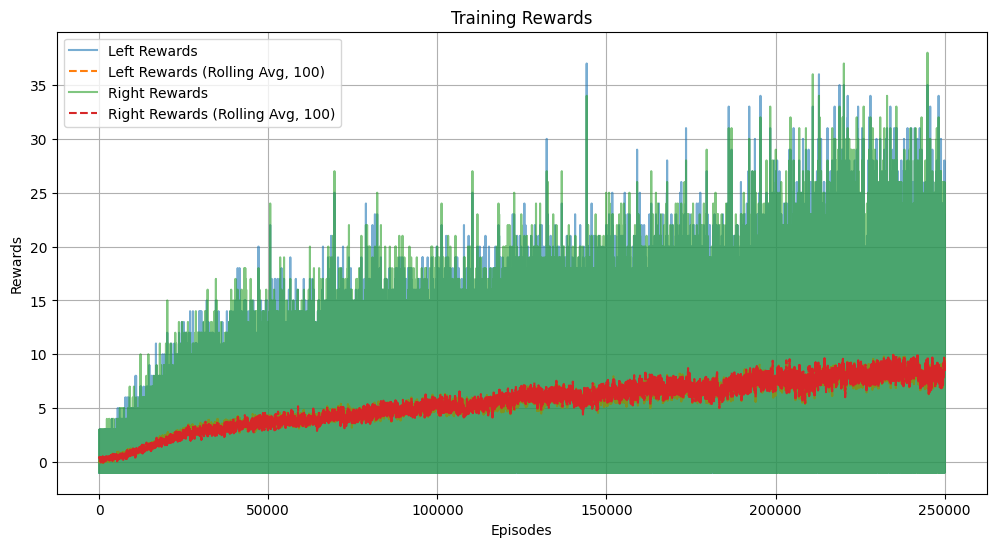 Training Rewards
Left Rewards
Left Rewards (Rolling Avg, 100)
Right Rewards
Right Rewards (Rolling Avg, 100)
Rewards
35
30
25
20
15
10
5
0
0 50000 100000 150000 200000 250000
Episodes